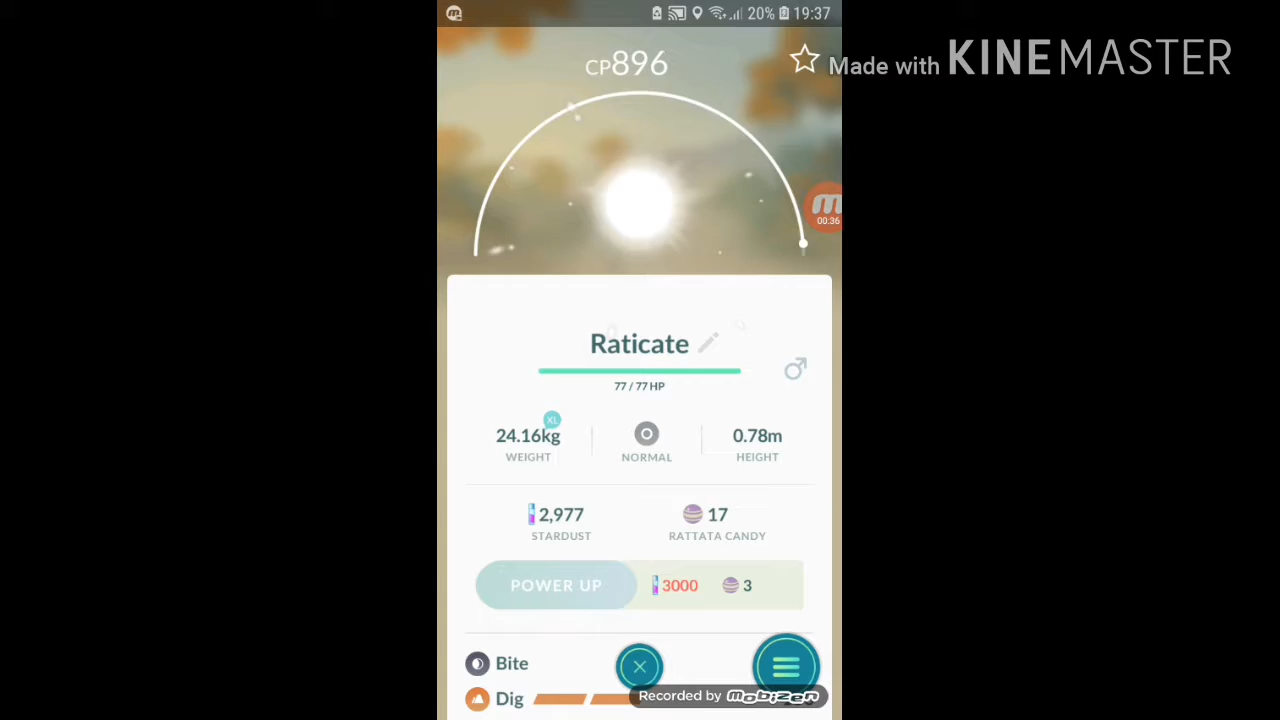 20% 19:37
CP896
Made with KINEMASTER
00:36
Raticate
77 / 77 HP
XL
24.16kg
WEIGHT
NORMAL
0.78m
HEIGHT
2,977
STARDUST
17
RATTATA CANDY
POWER UP
3000
3
Bite
Dig
Recorded by MOBIZEN